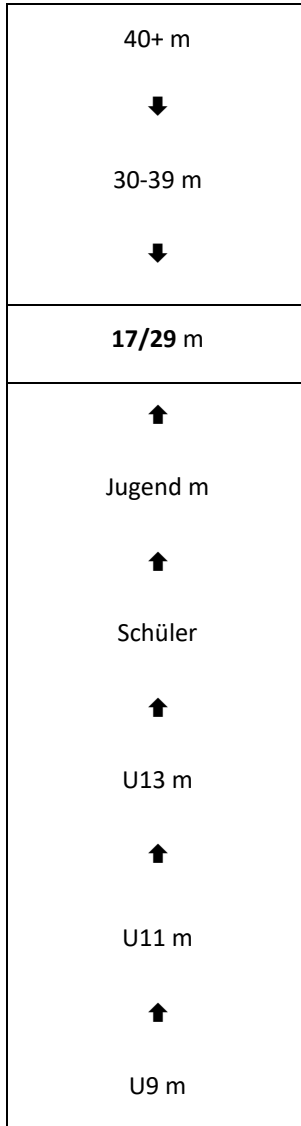 40+ m
🡇
30-39 m
🡇
17/29 m
🡅
Jugend m
🡅
Schüler
🡅
U13 m
🡅
U11 m
🡅
U9 m